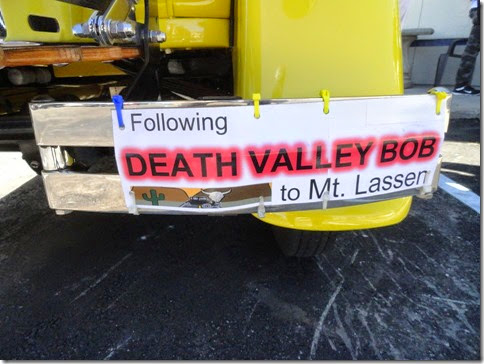 Following
DEATH VALLEY BOB
to Mt. Lassen